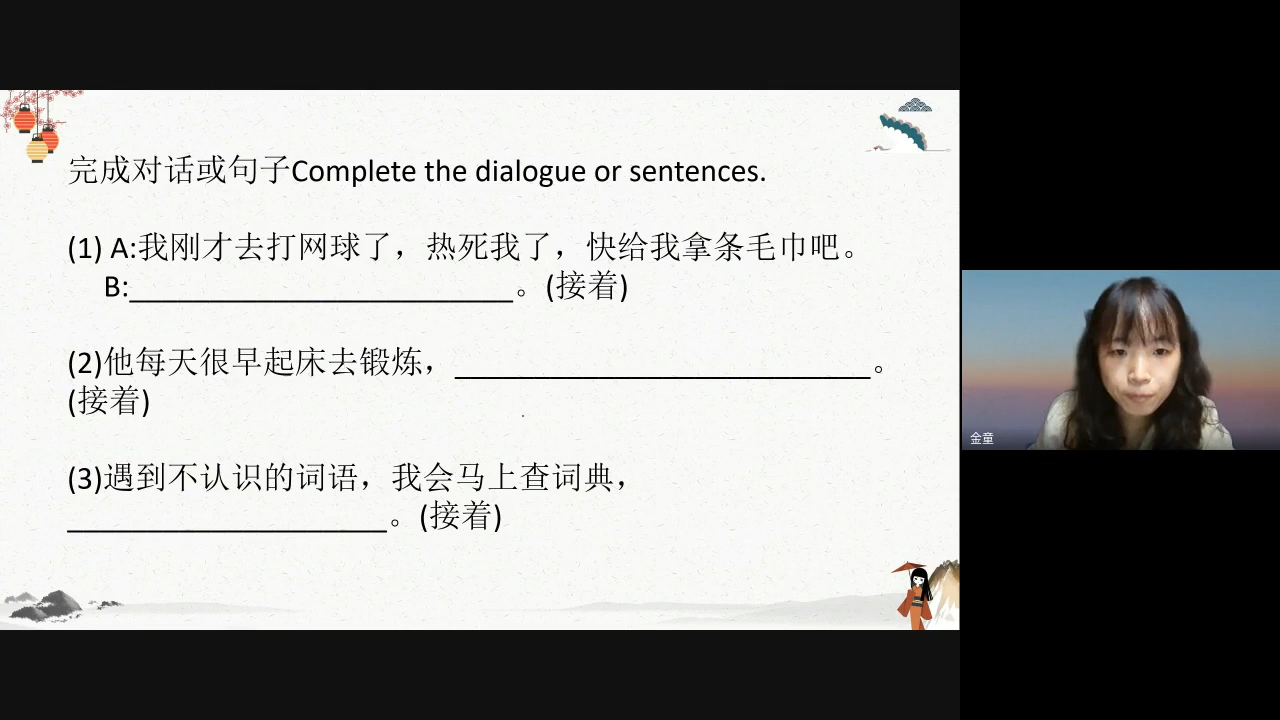 完成对话或句子Complete the dialogue or sentences.
(1) A:我刚才去打网球了，热死我了，快给我拿条毛巾吧。
B:________________________。(接着)
(2)他每天很早起床去锻炼，__________________________。
(接着)
(3)遇到不认识的词语，我会马上查词典，
____________________。(接着)
金童